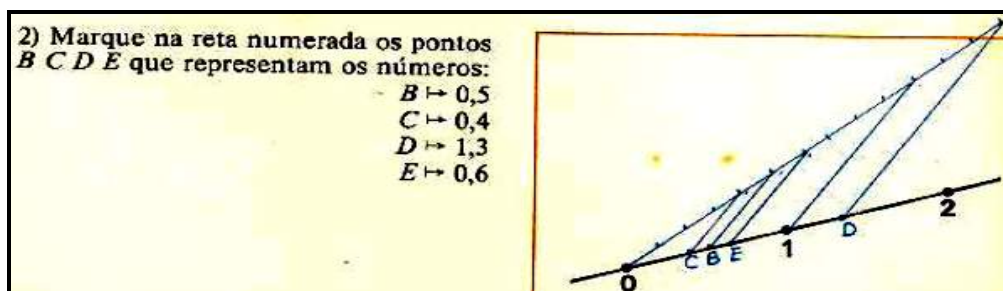 2) Marque na reta numerada os pontos
B C D E que representam os números:
B ↦ 0,5
C ↦ 0,4
D ↦ 1,3
E ↦ 0,6
0 C B E 1 D 2